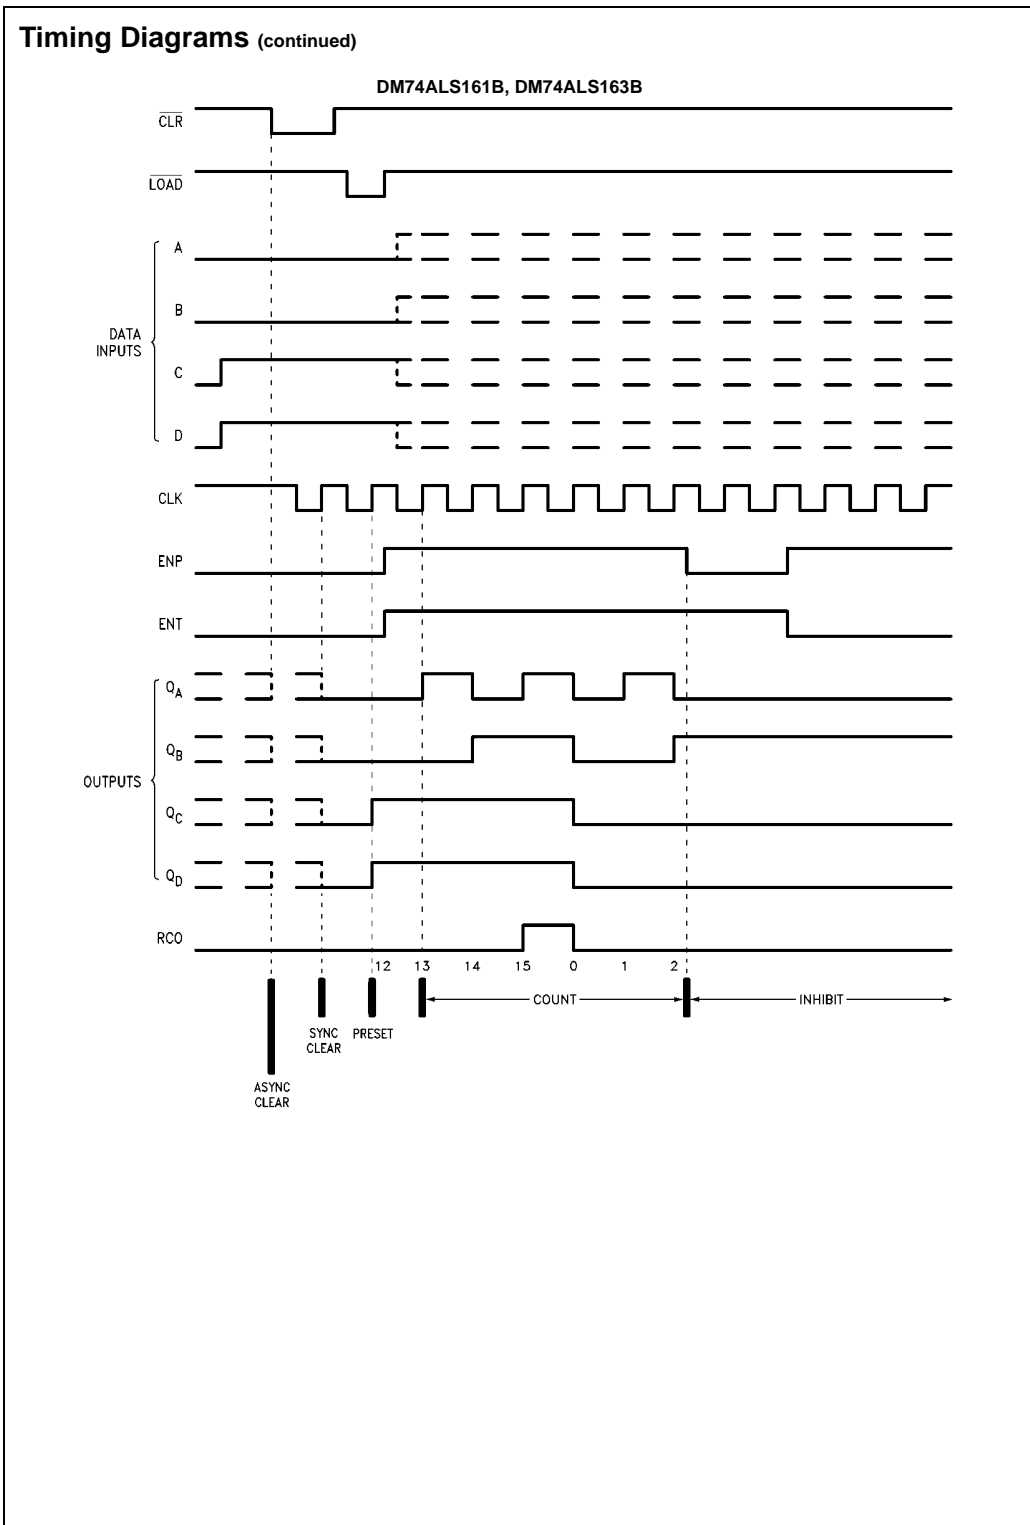 Timing Diagrams (continued)
DM74ALS161B, DM74ALS163B
CLR
LOAD
A
B
DATA
INPUTS
C
D
CLK
ENP
ENT
QA
QB
OUTPUTS
QC
QD
RCO
12 13 14 15 0 1 2
COUNT INHIBIT
SYNC
CLEAR
PRESET
ASYNC
CLEAR